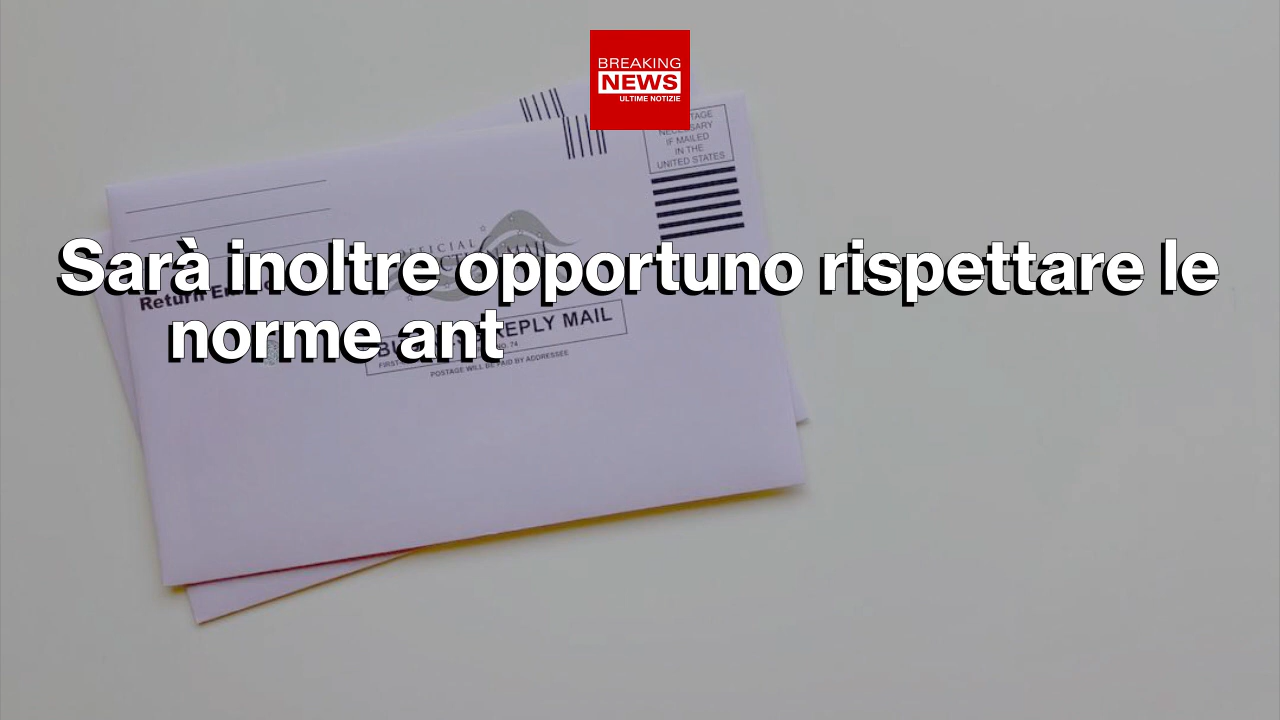 BREAKING
NEWS
ULTIME NOTIZIE
IF MAILED
IN THE
UNITED STATES
OFFICIAL
Sarà inoltre opportuno rispettare le
norme ant
Return
REPLY MAIL
POSTAGE WILL BE PAID BY ADDRESSEE